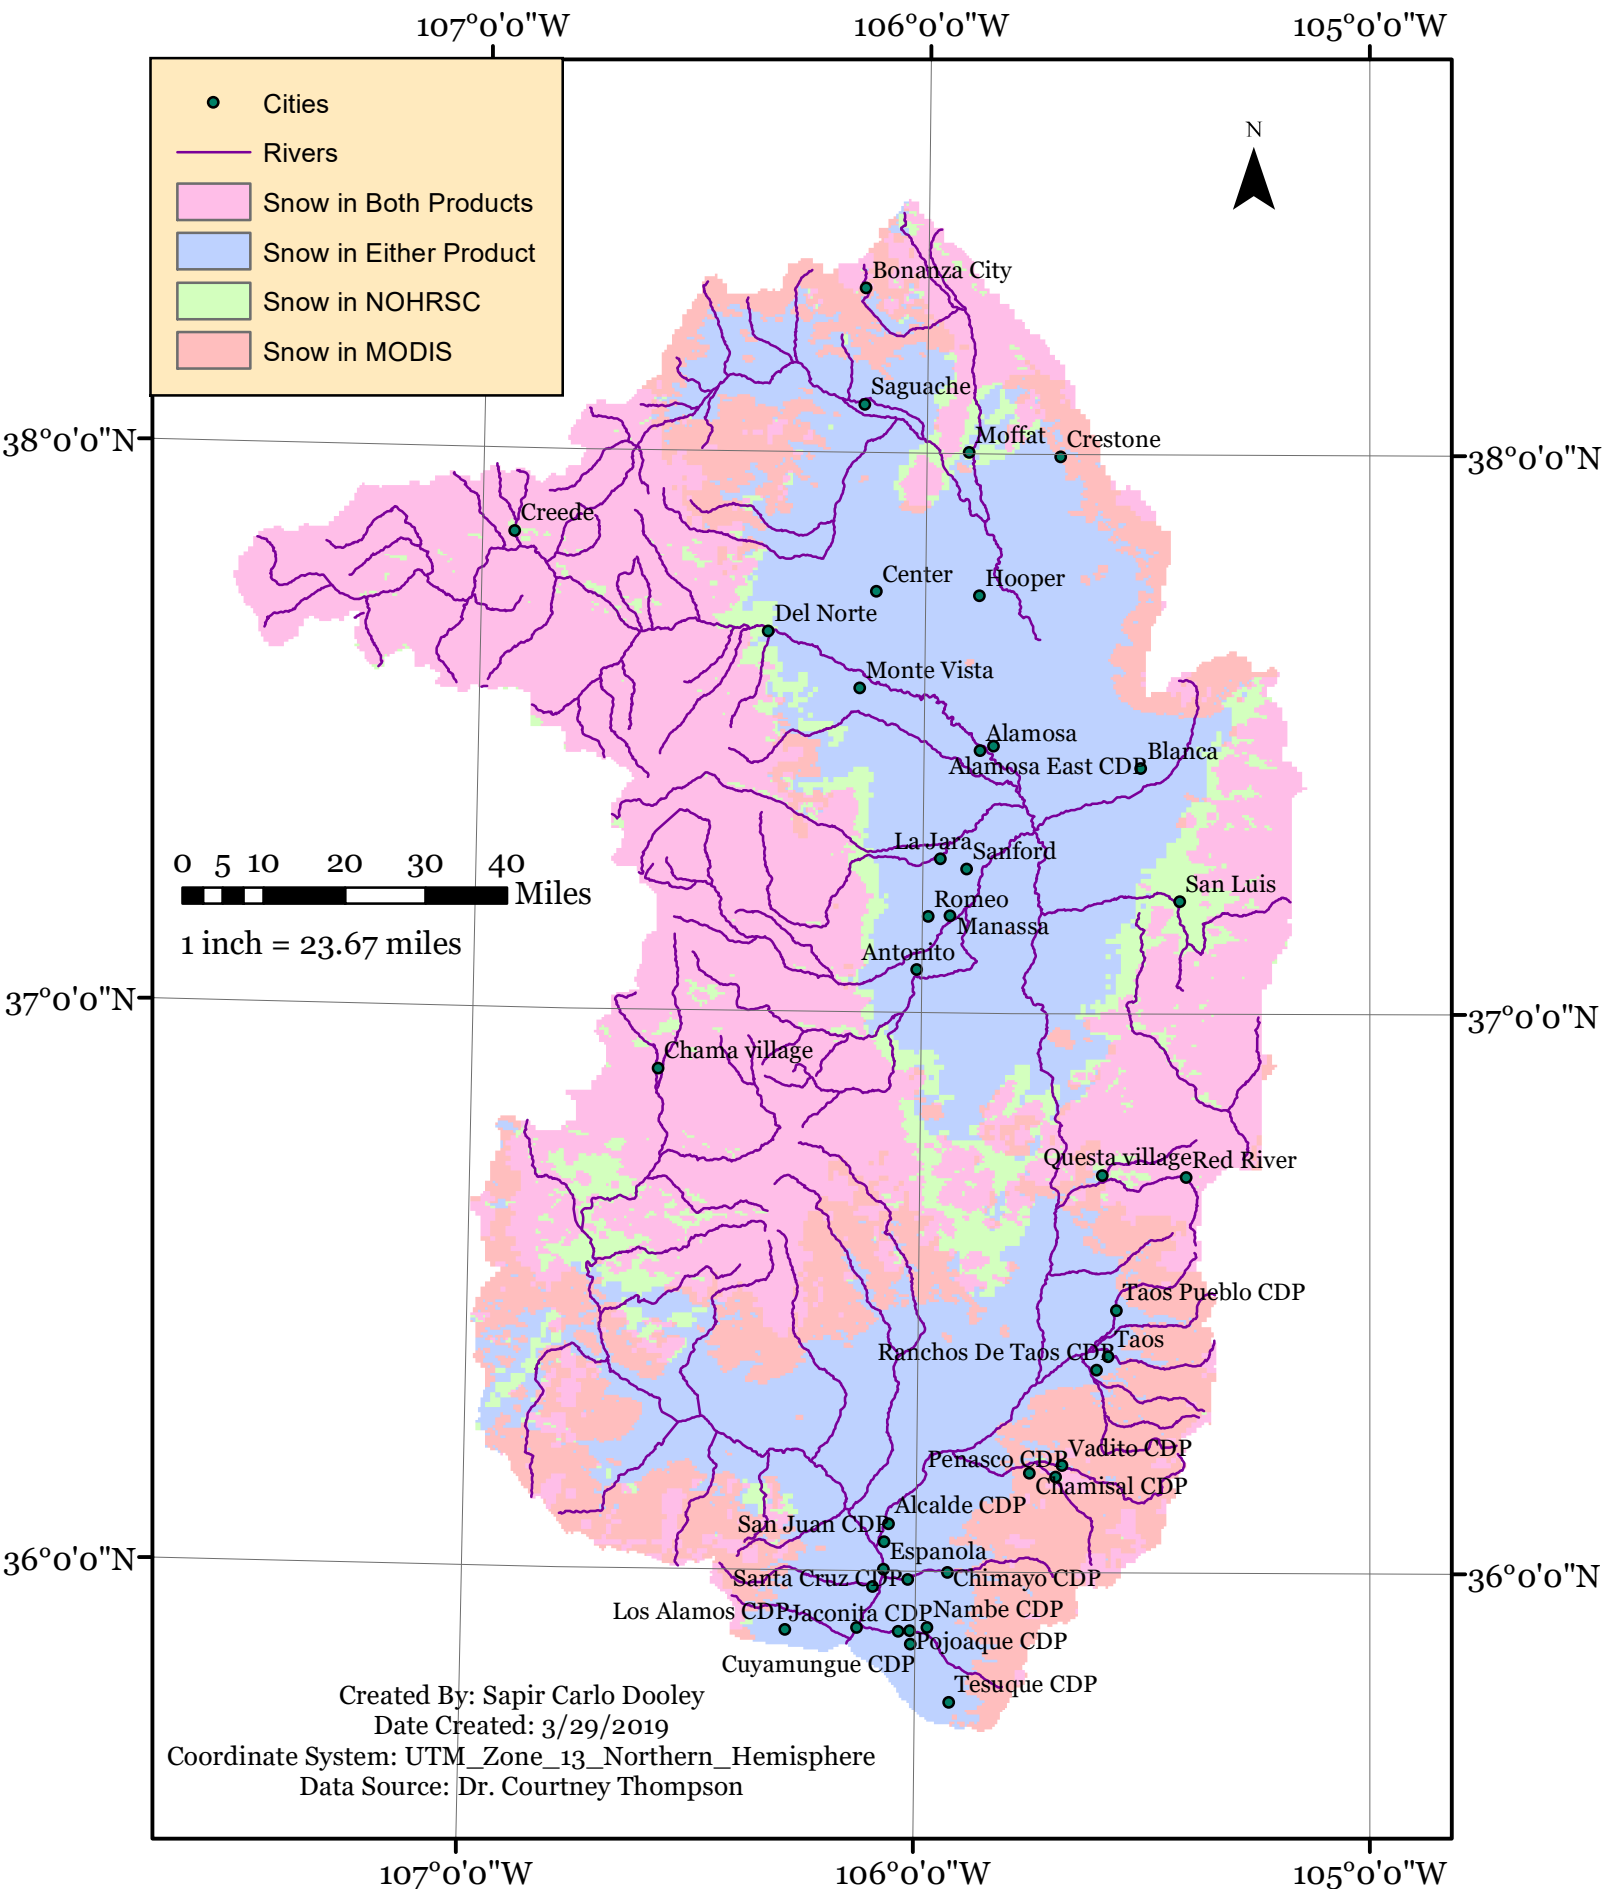 107°0'0"W 106°0'0"W 105°0'0"W
Cities
Rivers
Snow in Both Products
Snow in Either Product
Snow in NOHRSC
Snow in MODIS
N
Bonanza City
Saguache
Moffat
Crestone
38°0'0"N
38°0'0"N
Creede
Center
Hooper
Del Norte
Monte Vista
Alamosa
Alamosa East CDP
Blanca
La Jara
Sanford
0 5 10 20 30 40
Miles
1 inch = 23.67 miles
San Luis
Romeo
Manassa
Antonito
37°0'0"N
37°0'0"N
Chama village
Questa village
Red River
Taos Pueblo CDP
Taos
Ranchos De Taos CDP
Vadito CDP
Penasco CDP
Chamisal CDP
Alcalde CDP
San Juan CDP
Espanola
36°0'0"N
36°0'0"N
Santa Cruz CDP
Chimayo CDP
Los Alamos CDP
Jaconita CDP
Nambe CDP
Pojoaque CDP
Cuyamungue CDP
Tesuque CDP
Created By: Sapir Carlo Dooley
Date Created: 3/29/2019
Coordinate System: UTM_Zone_13_Northern_Hemisphere
Data Source: Dr. Courtney Thompson
107°0'0"W 106°0'0"W 105°0'0"W